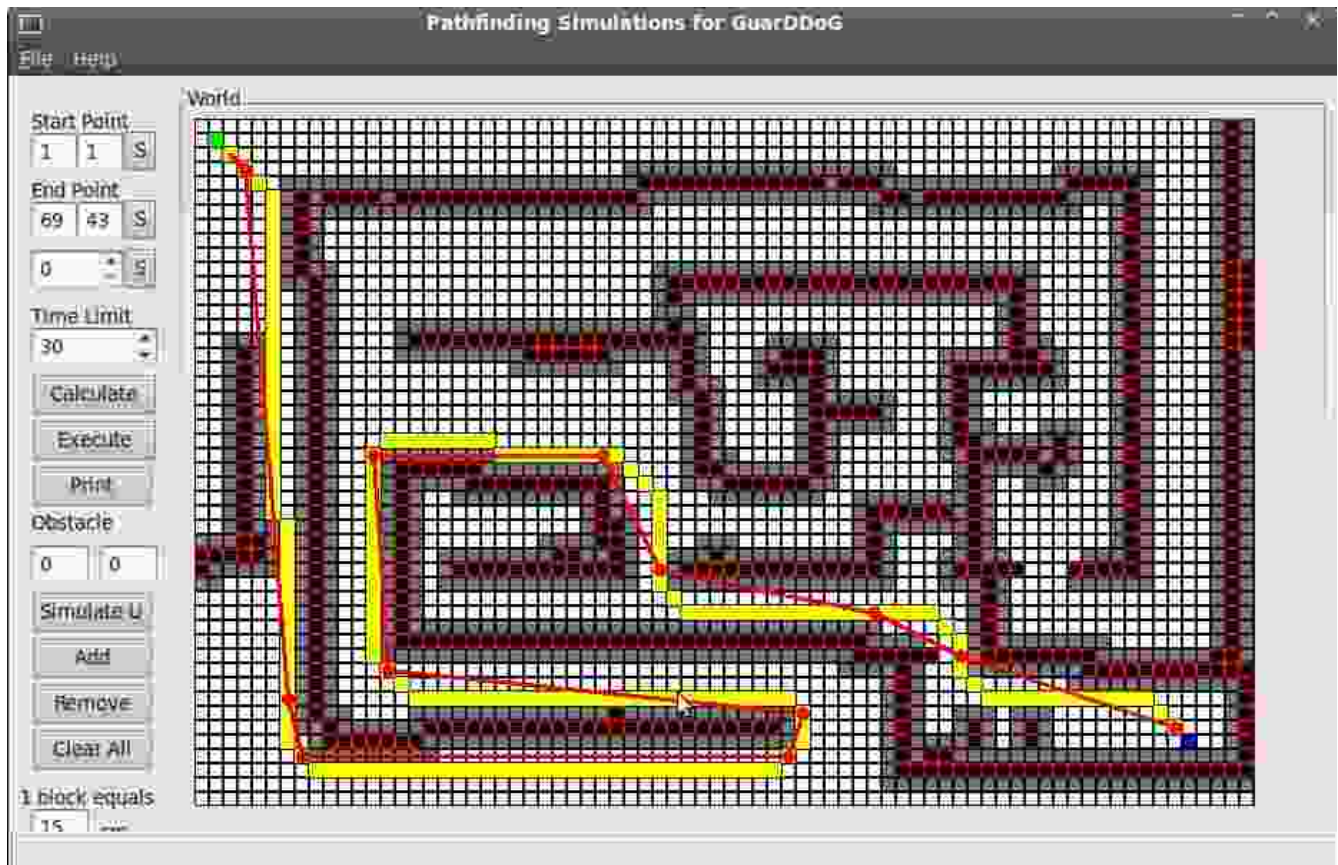 Pathfinding Simulations for GuarDDoG
File Help
World
Start Point
1 1 S
End Point
69 43 S
0 S
Time Limit
30
Calculate
Execute
Print
Obstacle
0 0
Simulate U
Add
Remove
Clear All
1 block equals
15